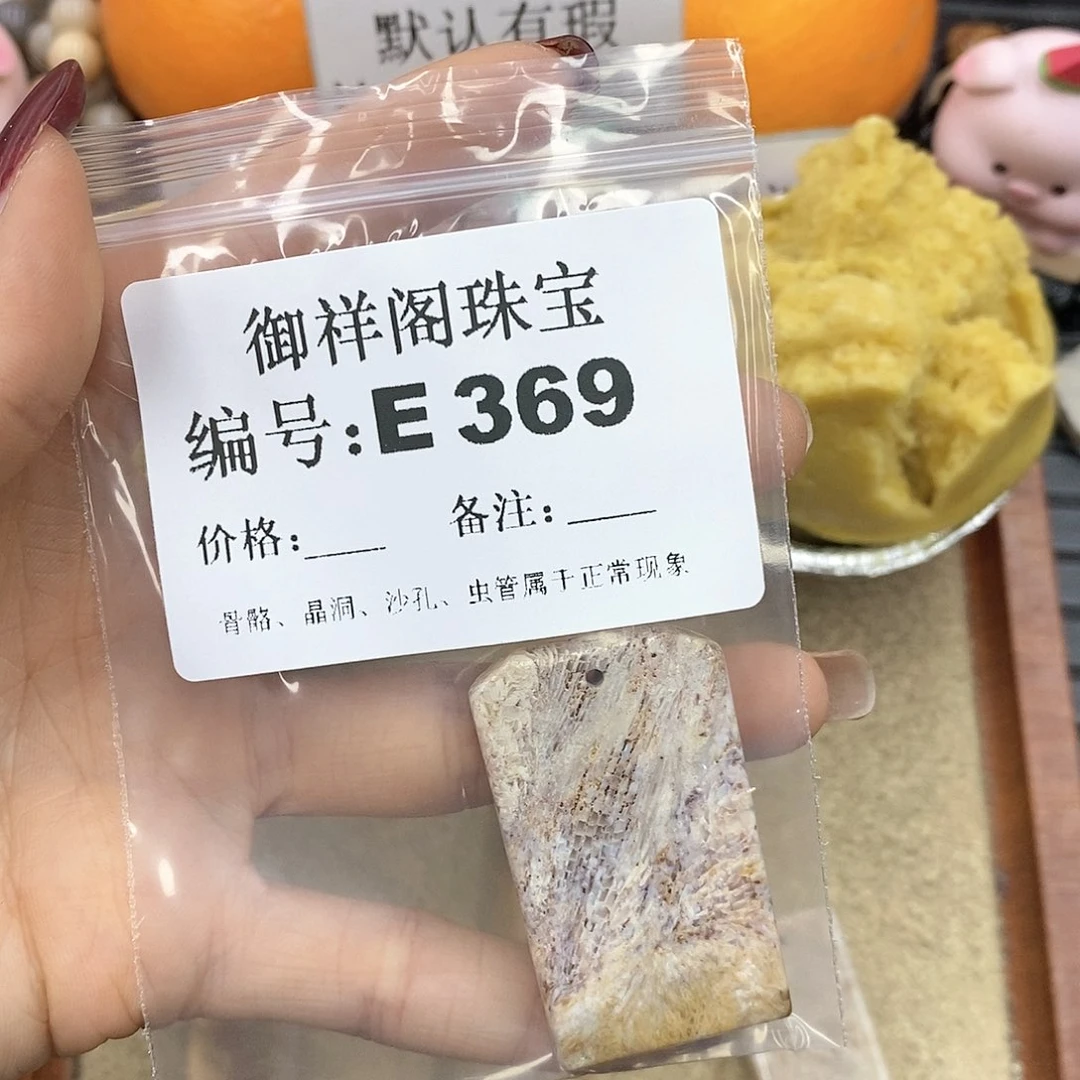 默认有瑕
御祥阁珠宝
编号:E 369
价格:____ 备注:____
骨骼、晶洞、沙孔、虫管属于正常现象